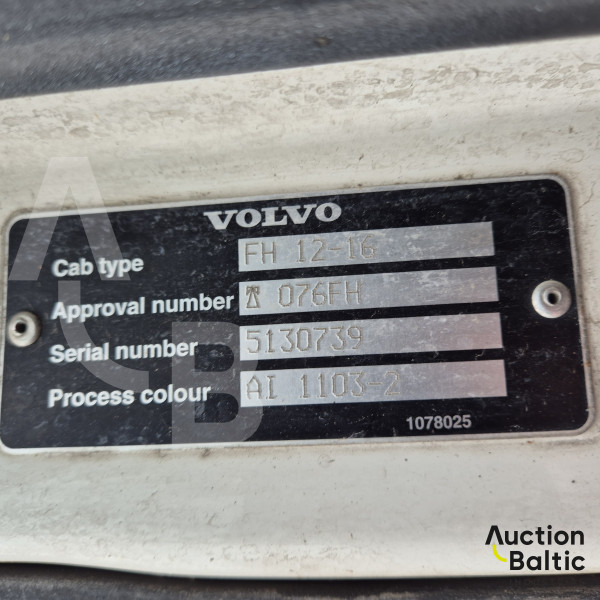 VOLVO
Cab type FH 12-16
Approval number 076FH
Serial number 5130739
Process colour AI 1103-2
1078025
AB
Auction
Baltic